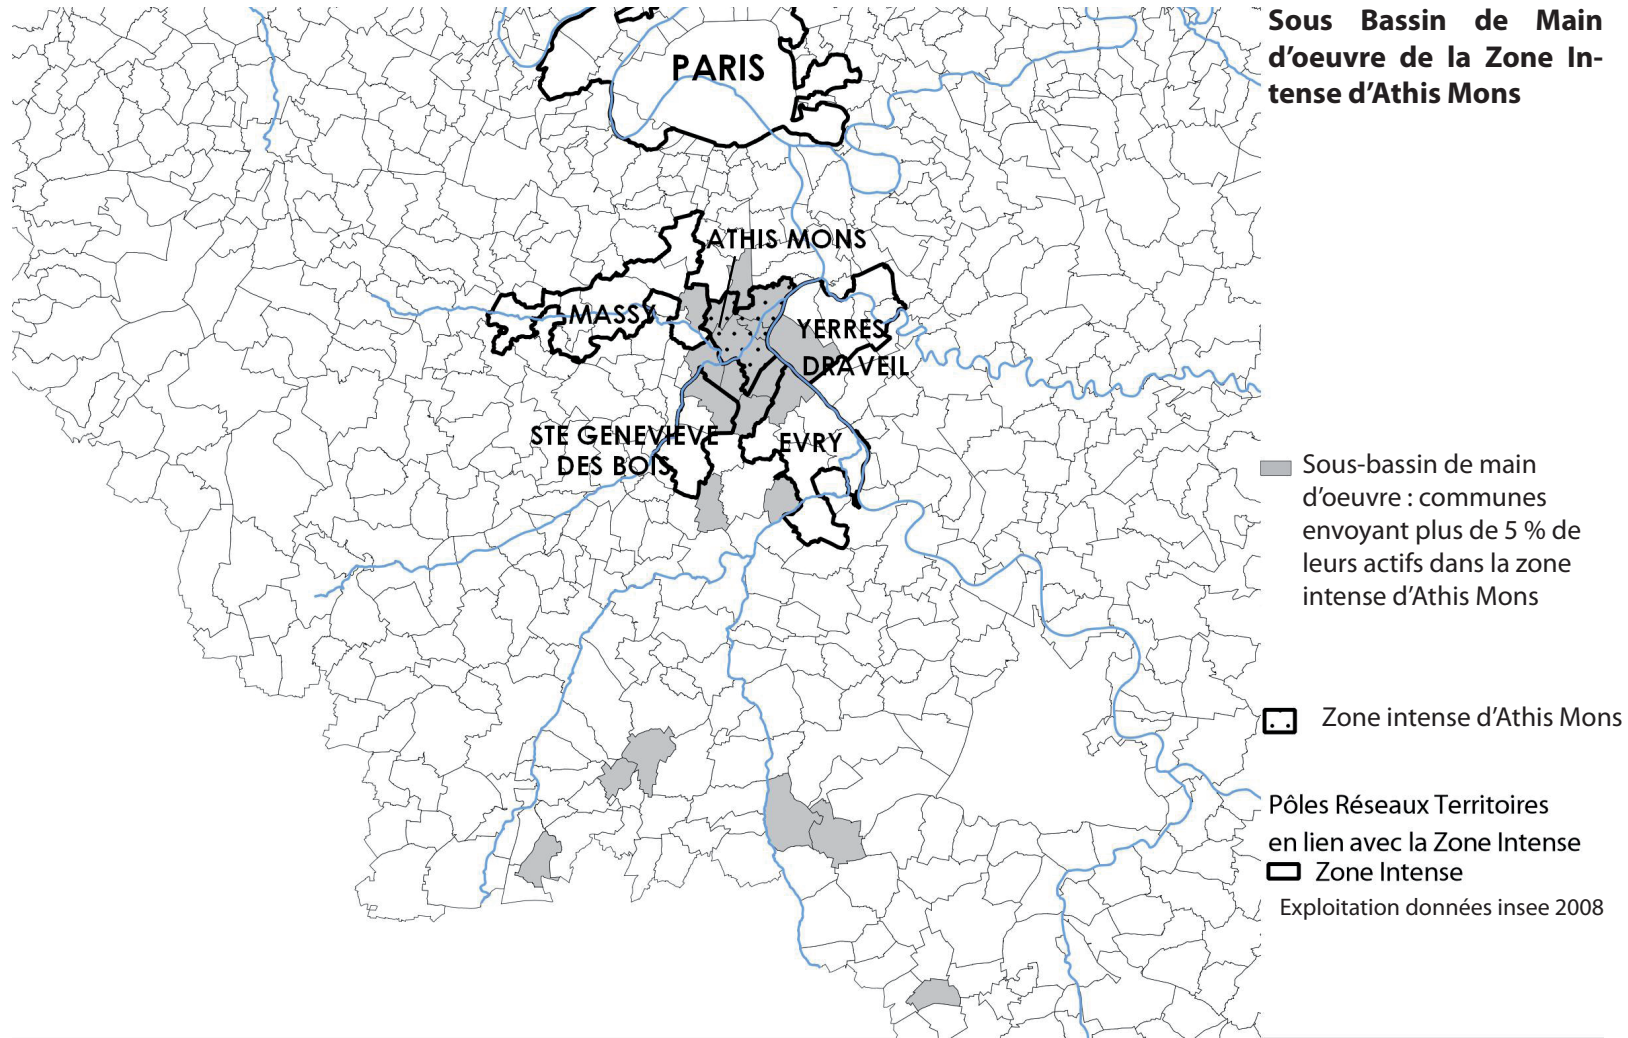 Sous Bassin de Main
d'oeuvre de la Zone In-
tense d'Athis Mons
PARIS
ATHIS MONS
MASSY
YERRES
DRAVEIL
STE GENEVIEVE
DES BOIS
EVRY
Sous-bassin de main
d'oeuvre : communes
envoyant plus de 5 % de
leurs actifs dans la zone
intense d'Athis Mons
Zone intense d'Athis Mons
Pôles Réseaux Territoires
en lien avec la Zone Intense
Zone Intense
Exploitation données insee 2008